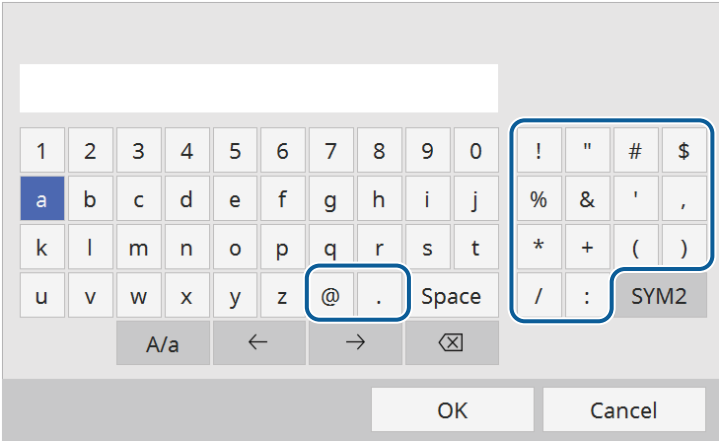 1 2 3 4 5 6 7 8 9 0 ! " # $
a b c d e f g h i j % & ' ,
k l m n o p q r s t * + ( )
u v w x y z @ . Space / : SYM2
A/a ← → ⌫
OK Cancel